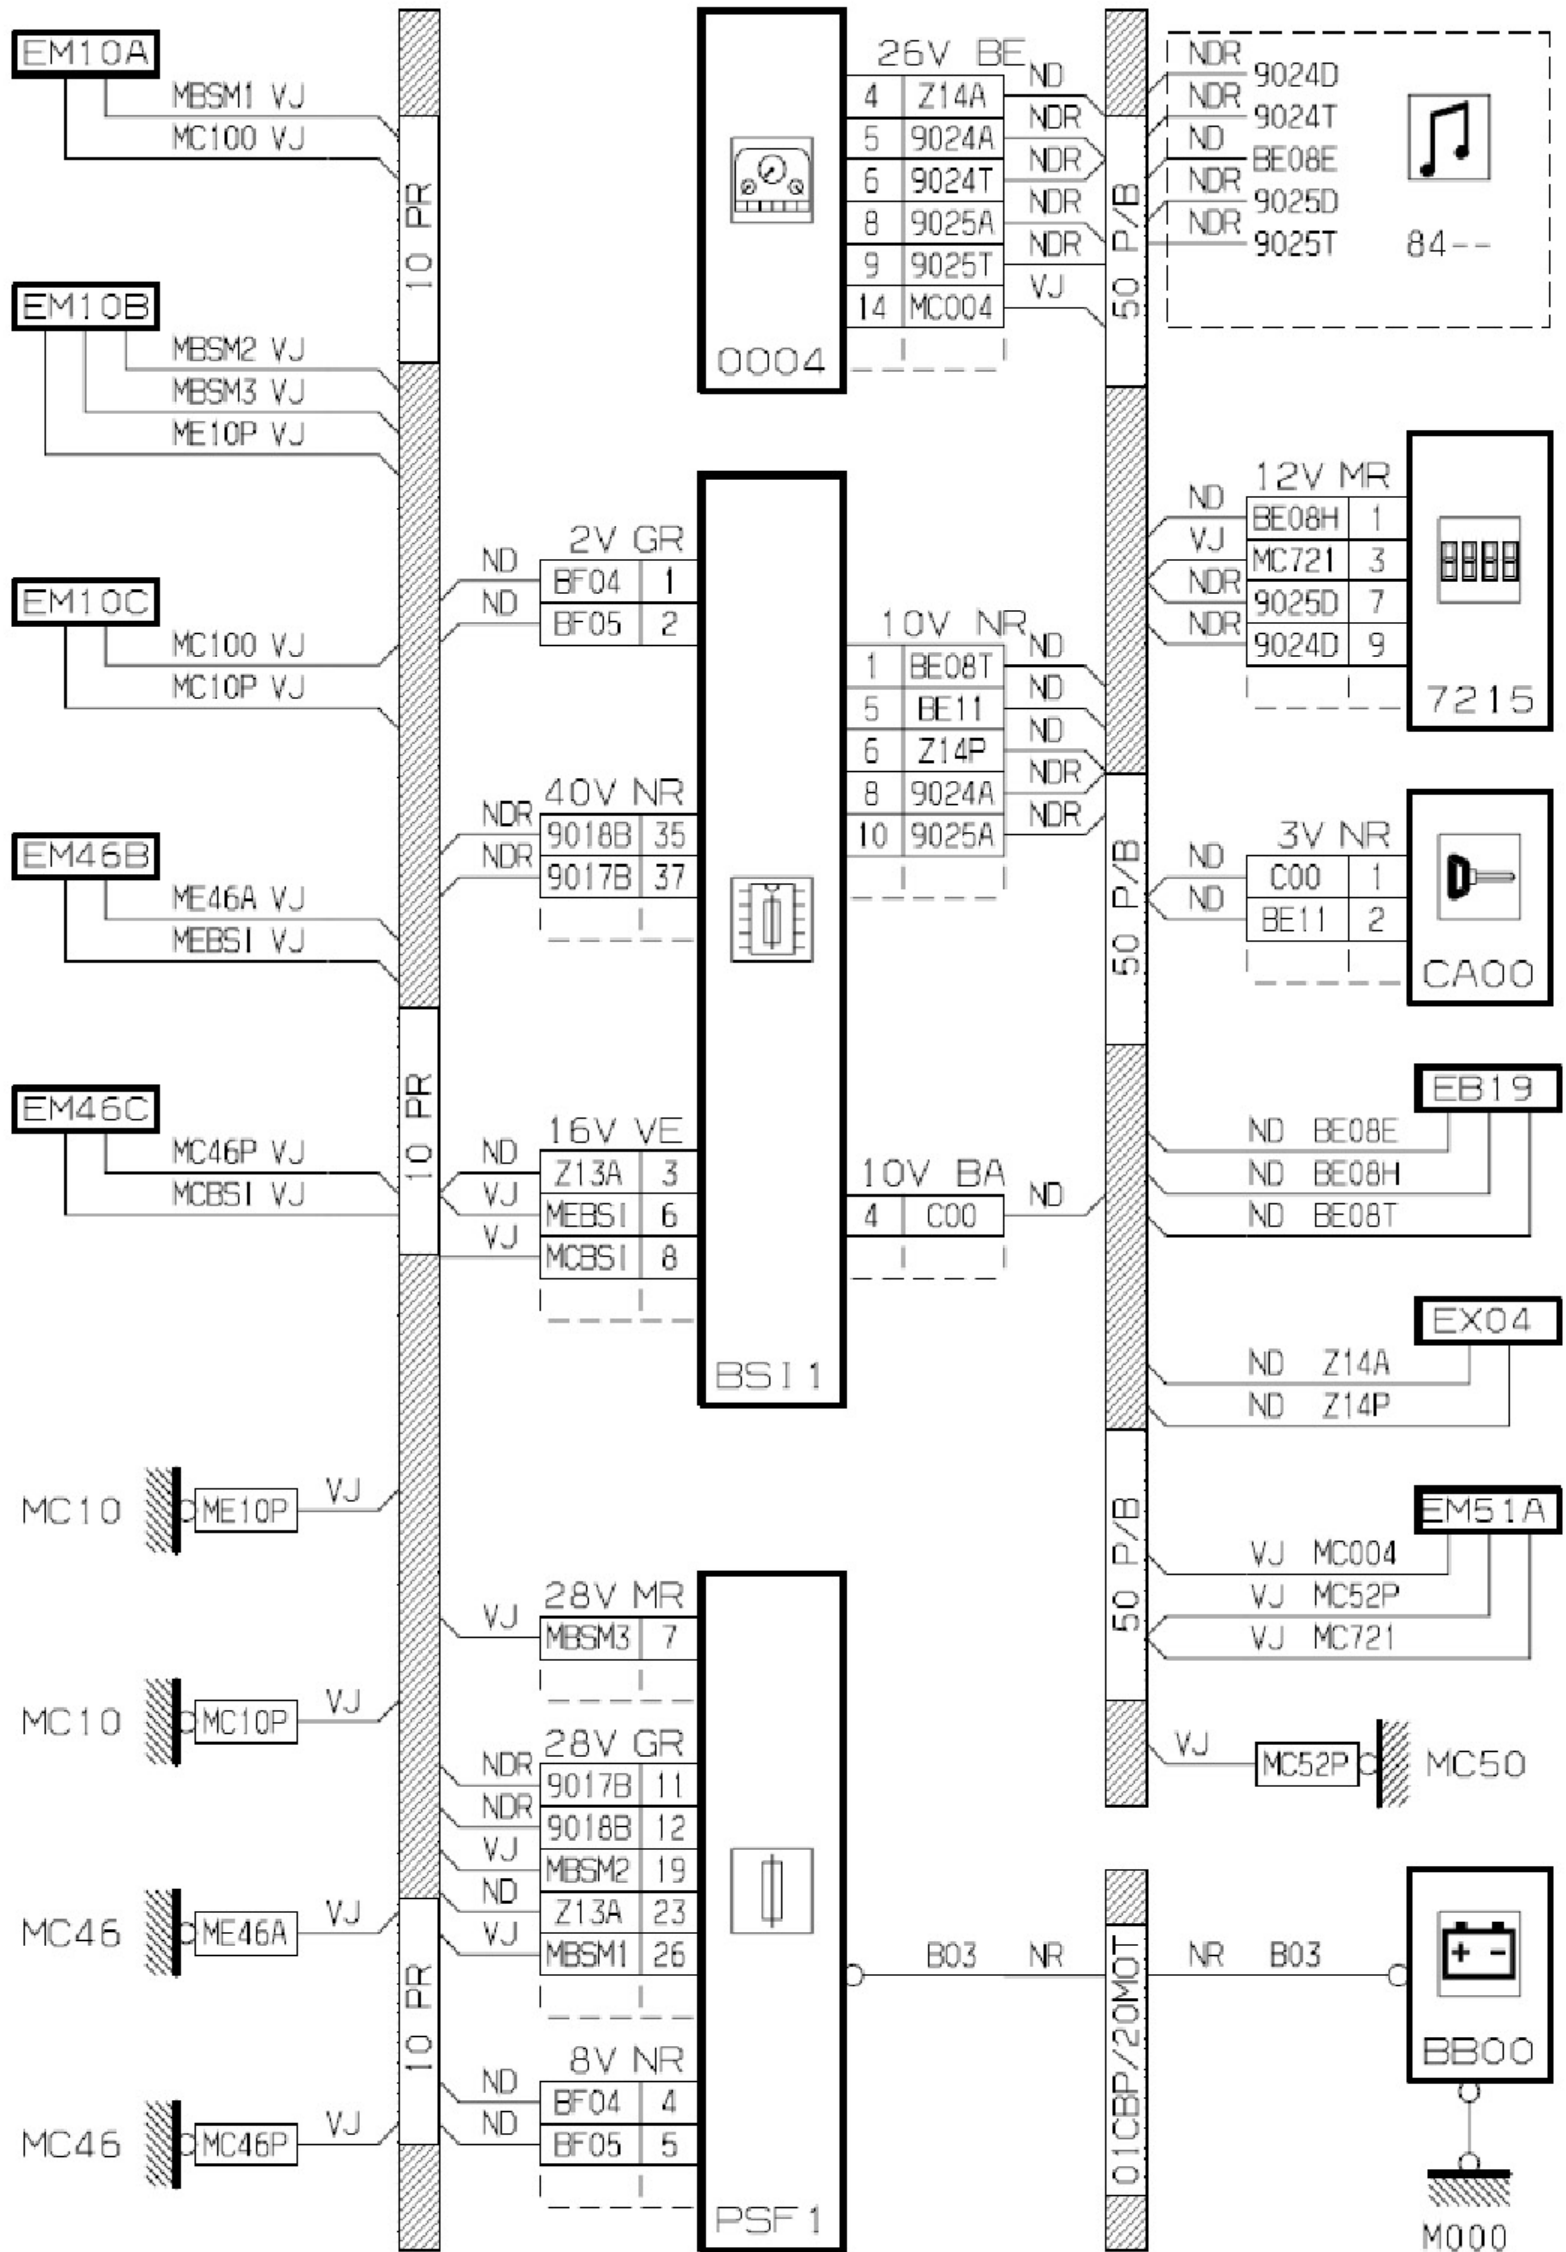 EM10A
MBSM1 VJ
MC100 VJ
10 PR
EM10B
MBSM2 VJ
MBSM3 VJ
ME10P VJ
EM10C
MC100 VJ
MC10P VJ
EM46B
ME46A VJ
MEBSI VJ
10 PR
EM46C
MC46P VJ
MCBSI VJ
MC10 ME10P VJ
MC10 MC10P VJ
MC46 ME46A VJ
10 PR
MC46 MC46P VJ
0004
26V BE
4 Z14A ND
5 9024A NDR
6 9024T NDR
8 9025A NDR
9 9025T NDR
14 MC004 VJ
2V GR
ND BF04 1
ND BF05 2
40V NR
NDR 9018B 35
NDR 9017B 37
16V VE
ND Z13A 3
VJ MEBSI 6
VJ MCBSI 8
10V NR
1 BE08T ND
5 BE11 ND
6 Z14P ND
8 9024A NDR
10 9025A NDR
10V BA
4 C00 ND
BSI1
28V MR
VJ MBSM3 7
28V GR
NDR 9017B 11
NDR 9018B 12
VJ MBSM2 19
ND Z13A 23
VJ MBSM1 26
8V NR
ND BF04 4
ND BF05 5
PSF1
B03 NR
50 P/B
NDR 9024D
NDR 9024T
ND BE08E
NDR 9025D
NDR 9025T
84--
12V MR
ND BE08H 1
VJ MC721 3
NDR 9025D 7
NDR 9024D 9
7215
50 P/B
3V NR
ND C00 1
ND BE11 2
CA00
EB19
ND BE08E
ND BE08H
ND BE08T
EX04
ND Z14A
ND Z14P
50 P/B
EM51A
VJ MC004
VJ MC52P
VJ MC721
VJ MC52P MC50
01CBP/20MOT
NR B03
+ -
BB00
M000